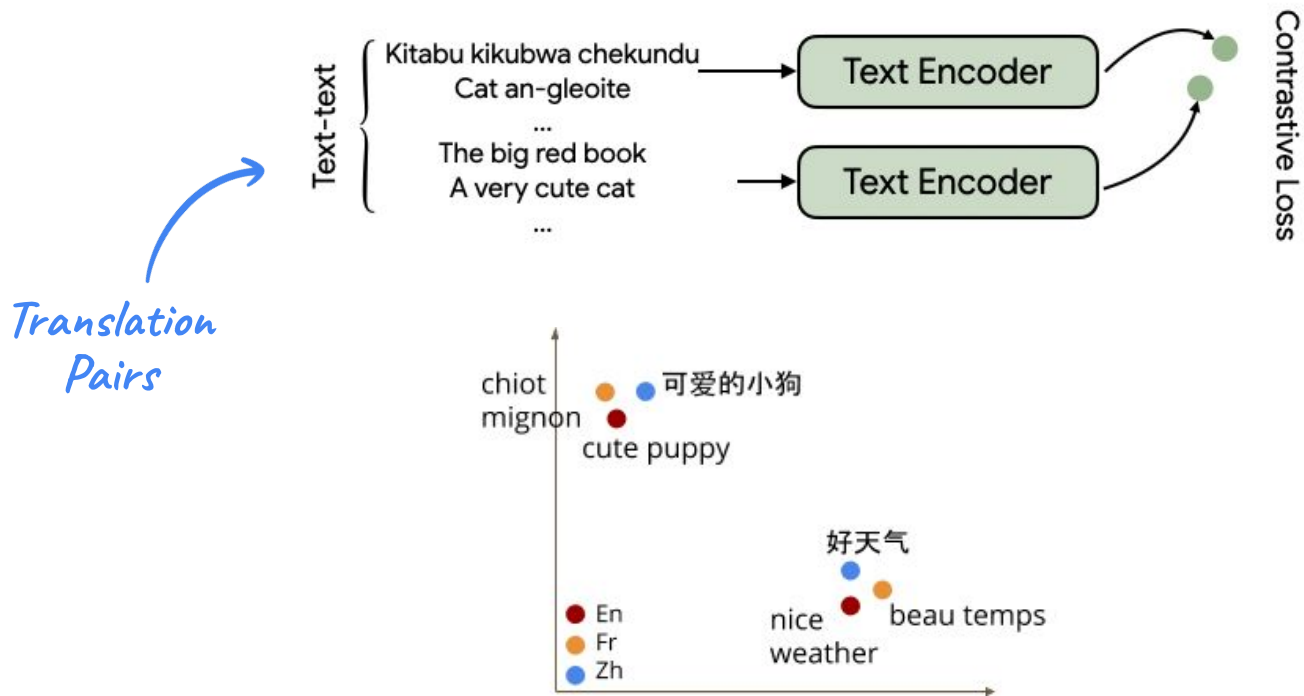 Text-text
Kitabu kikubwa chekundu
Cat an-gleoite
...
The big red book
A very cute cat
...
Text Encoder
Text Encoder
Contrastive Loss
Translation
Pairs
chiot
mignon
可爱的小狗
cute puppy
好天气
nice
weather
beau temps
En
Fr
Zh